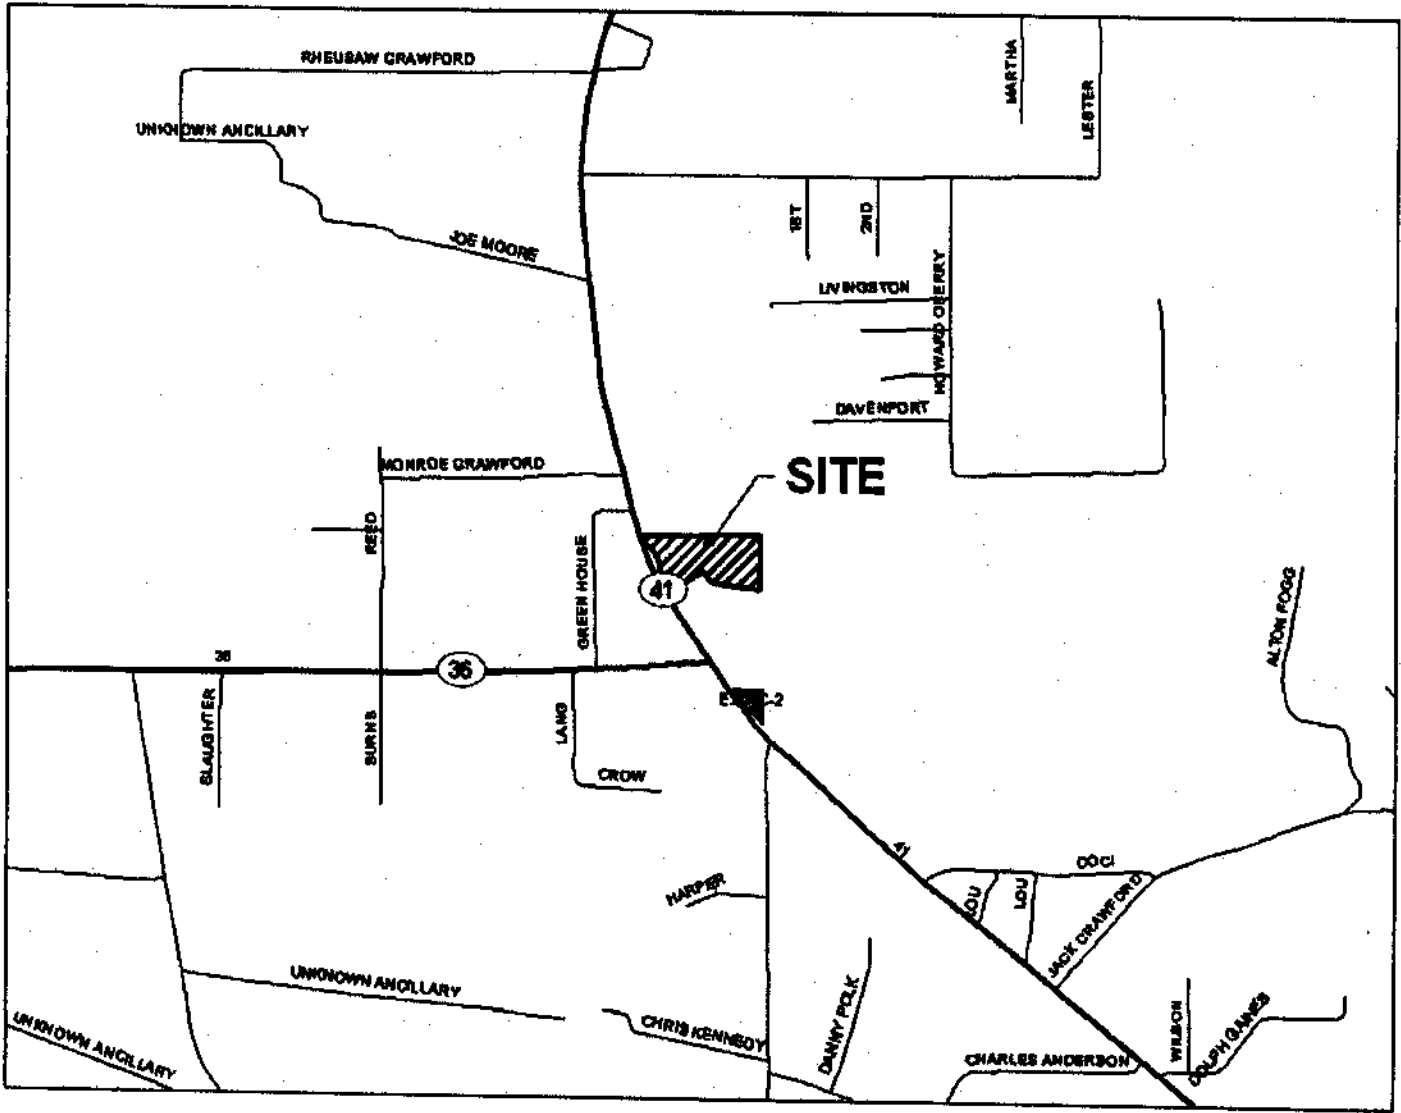 RHEUSAW CRAWFORD
MARTHA
LESTER
UNKNOWN ANCILLARY
1ST
2ND
JOE MOORE
LIVINGSTON
HOWARD OBERRY
DAVENPORT
MONROE CRAWFORD
SITE
REED
GREEN HOUSE
41
ALTON FOGG
36
36
SLAUGHTER
BURNS
LANG
CROW
41
COCI
HARPER
LOU
LOU
JACK CRAWFORD
UNKNOWN ANCILLARY
DANNY POLK
WILSON
DOLPH GAINES
UNKNOWN ANCILLARY
CHRIS KENNEDY
CHARLES ANDERSON